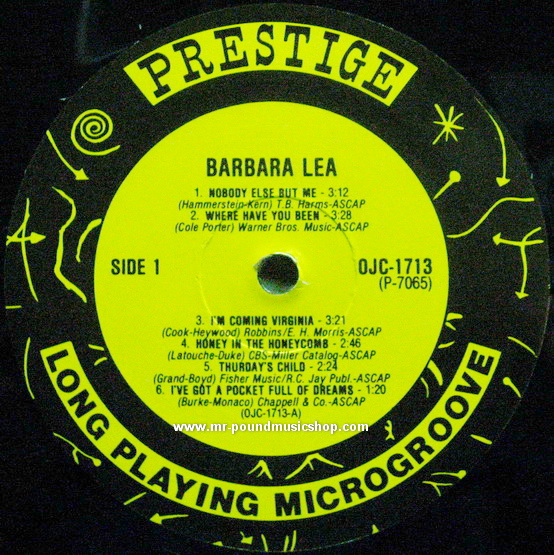 PRESTIGE
BARBARA LEA
1. NOBODY ELSE BUT ME - 3:12
(Hammerstein-Kern) T.B. Harms-ASCAP
2. WHERE HAVE YOU BEEN - 3:28
(Cole Porter) Warner Bros. Music-ASCAP
SIDE 1
OJC-1713
(P-7065)
3. I'M COMING VIRGINIA - 3:21
(Cook-Heywood) Robbins/E. H. Morris-ASCAP
4. HONEY IN THE HONEYCOMB - 2:46
(Latouche-Duke) CBS-Miller Catalog-ASCAP
5. THURDAY'S CHILD - 2:24
(Grand-Boyd) Fisher Music/R.C. Jay Publ.-ASCAP
6. I'VE GOT A POCKET FULL OF DREAMS - 1:20
(Burke-Monaco) Chappell & Co.-ASCAP
(OJC-1713-A)
www.mr-poundmusicshop.com
LONG PLAYING MICROGROOVE